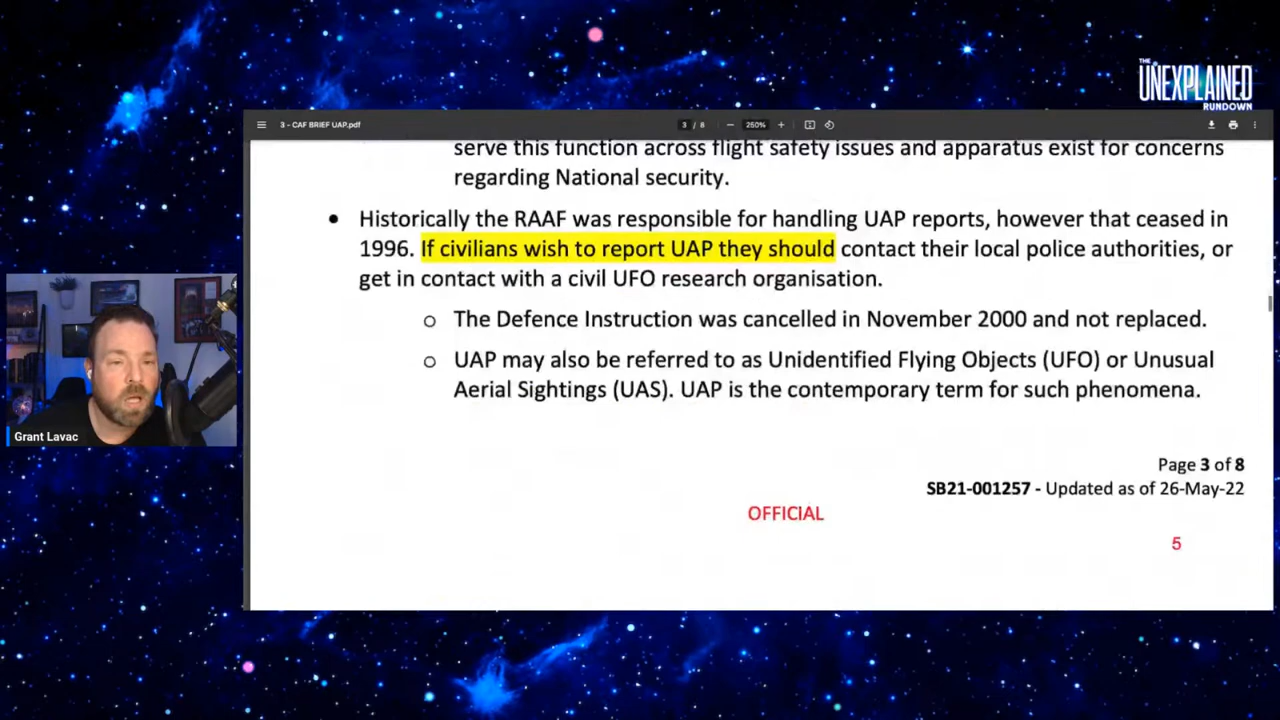 THE
UNEXPLAINED
RUNDOWN
3 - CAF BRIEF UAP.pdf
3 / 8
250%
serve this function across flight safety issues and apparatus exist for concerns
regarding National security.
• Historically the RAAF was responsible for handling UAP reports, however that ceased in
1996. If civilians wish to report UAP they should contact their local police authorities, or
get in contact with a civil UFO research organisation.
o The Defence Instruction was cancelled in November 2000 and not replaced.
o UAP may also be referred to as Unidentified Flying Objects (UFO) or Unusual
Aerial Sightings (UAS). UAP is the contemporary term for such phenomena.
Grant Lavac
Page 3 of 8
SB21-001257 - Updated as of 26-May-22
OFFICIAL
5